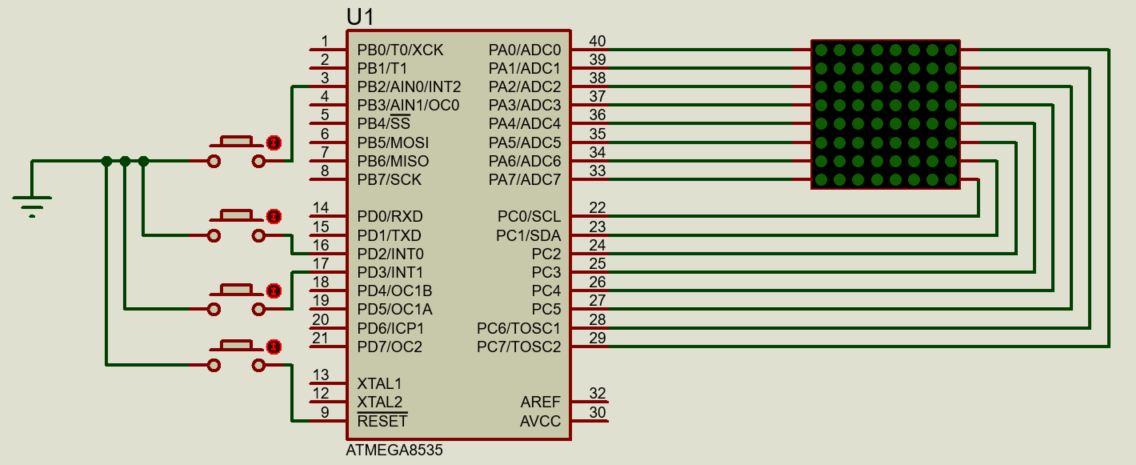 U1
1 PB0/T0/XCK PA0/ADC0 40
2 PB1/T1 PA1/ADC1 39
3 PB2/AIN0/INT2 PA2/ADC2 38
4 PB3/AIN1/OC0 PA3/ADC3 37
5 PB4/SS PA4/ADC4 36
6 PB5/MOSI PA5/ADC5 35
7 PB6/MISO PA6/ADC6 34
8 PB7/SCK PA7/ADC7 33
14 PD0/RXD PC0/SCL 22
15 PD1/TXD PC1/SDA 23
16 PD2/INT0 PC2 24
17 PD3/INT1 PC3 25
18 PD4/OC1B PC4 26
19 PD5/OC1A PC5 27
20 PD6/ICP1 PC6/TOSC1 28
21 PD7/OC2 PC7/TOSC2 29
13 XTAL1
12 XTAL2 AREF 32
9 RESET AVCC 30
ATMEGA8535